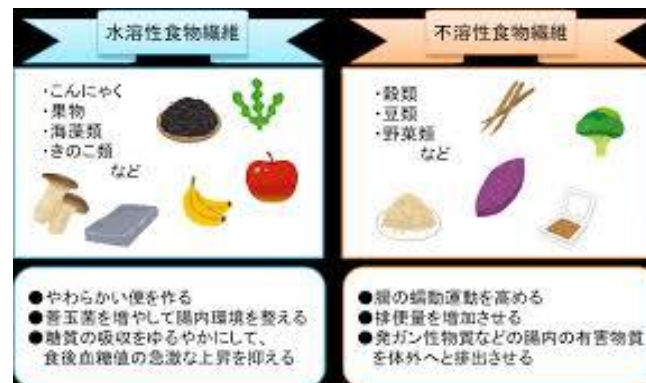 水溶性食物繊維
・こんにゃく
・果物
・海藻類
・きのこ類
など
●やわらかい便を作る
●善玉菌を増やして腸内環境を整える
●糖質の吸収をゆるやかにして、
食後血糖値の急激な上昇を抑える
不溶性食物繊維
・穀類
・豆類
・野菜類
など
●腸の蠕動運動を高める
●排便量を増加させる
●発ガン性物質などの腸内の有害物質
を体外へと排出させる